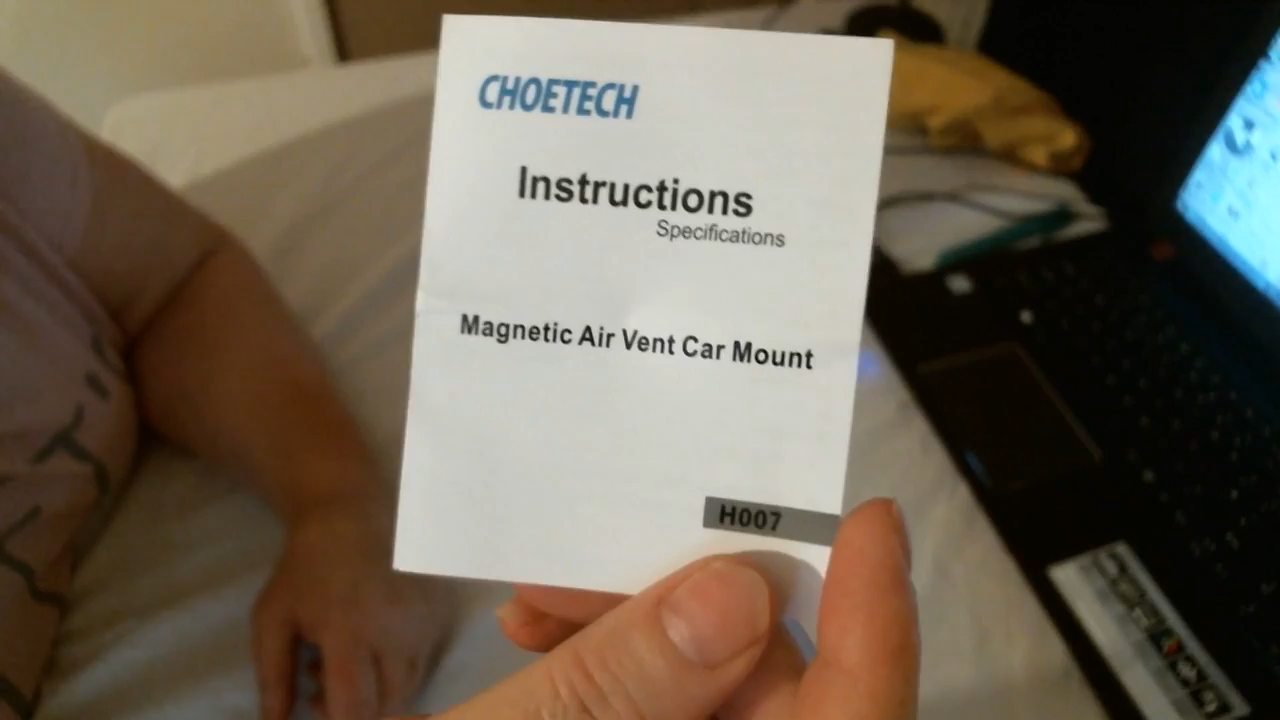 CHOETECH
Instructions
Specifications
Magnetic Air Vent Car Mount
H007